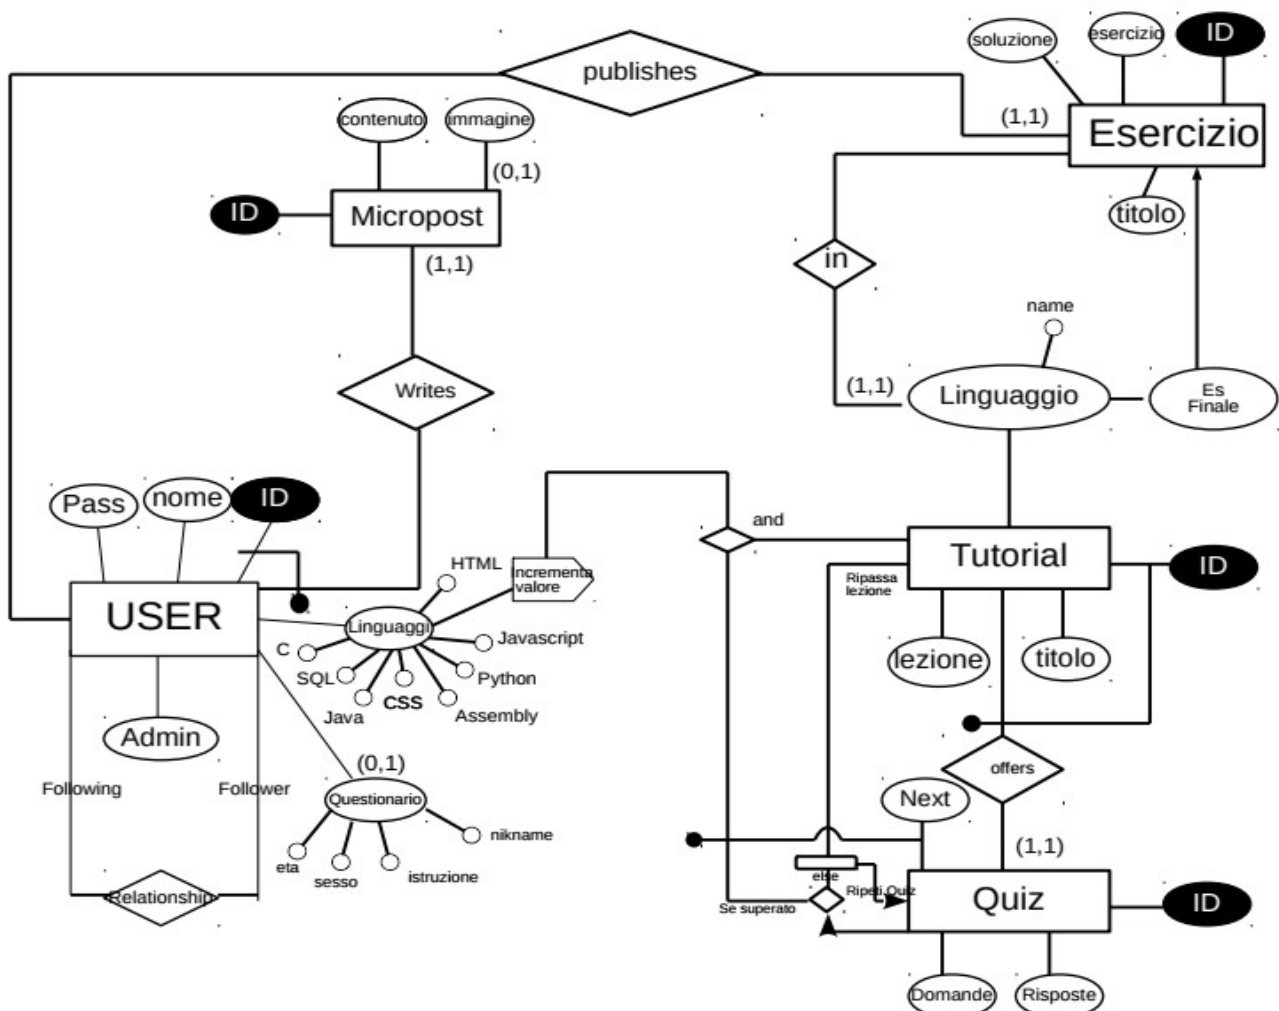 publishes
soluzione
esercizio
ID
(1,1)
Esercizio
titolo
contenuto
immagine
(0,1)
ID
Micropost
(1,1)
in
name
(1,1)
Linguaggio
Es
Finale
Writes
Pass
nome
ID
USER
HTML
Incrementa
valore
Linguaggi
C
SQL
Java
CSS
Assembly
Python
Javascript
and
Tutorial
ID
Ripassa
lezione
lezione
titolo
Admin
Following
Follower
(0,1)
Questionario
eta
sesso
istruzione
nikname
Relationship
offers
Next
(1,1)
else
Ripeti Quiz
Se superato
Quiz
ID
Domande
Risposte